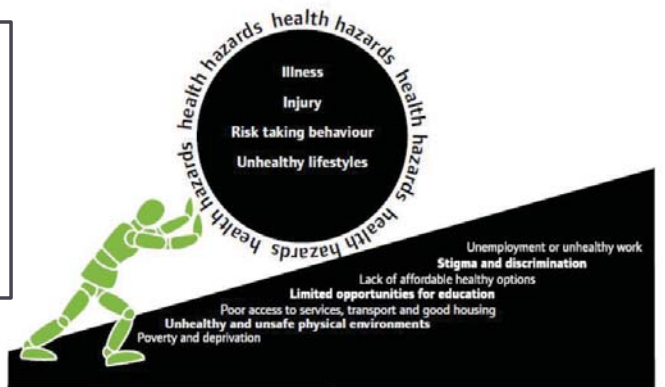 health hazards health hazards health hazards health hazards health hazards
Illness
Injury
Risk taking behaviour
Unhealthy lifestyles
Unemployment or unhealthy work
Stigma and discrimination
Lack of affordable healthy options
Limited opportunities for education
Poor access to services, transport and good housing
Unhealthy and unsafe physical environments
Poverty and deprivation